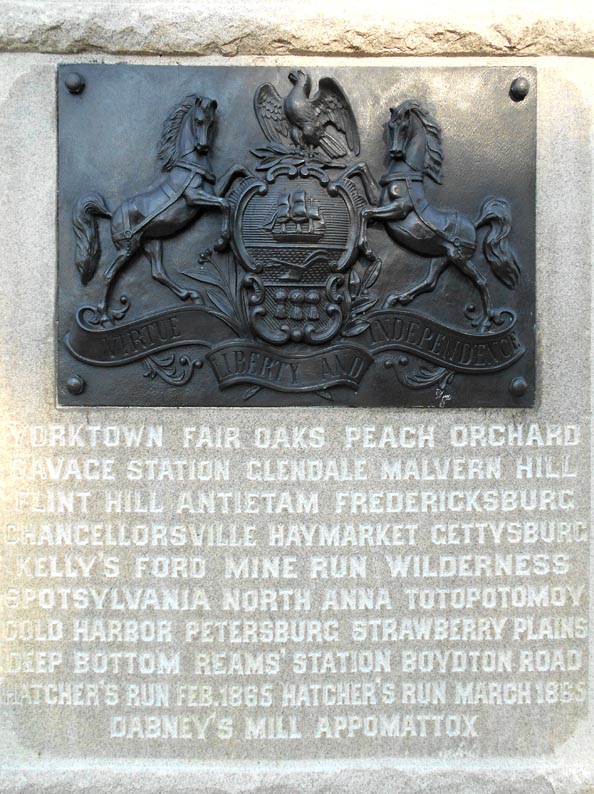 VIRTUE LIBERTY AND INDEPENDENCE
YORKTOWN FAIR OAKS PEACH ORCHARD
SAVAGE STATION GLENDALE MALVERN HILL
FLINT HILL ANTIETAM FREDERICKSBURG
CHANCELLORSVILLE HAYMARKET GETTYSBURG
KELLY'S FORD MINE RUN WILDERNESS
SPOTSYLVANIA NORTH ANNA TOTOPOTOMOY
COLD HARBOR PETERSBURG STRAWBERRY PLAINS
DEEP BOTTOM REAMS' STATION BOYDTON ROAD
HATCHER'S RUN FEB. 1865 HATCHER'S RUN MARCH 1865
DABNEY'S MILL APPOMATTOX